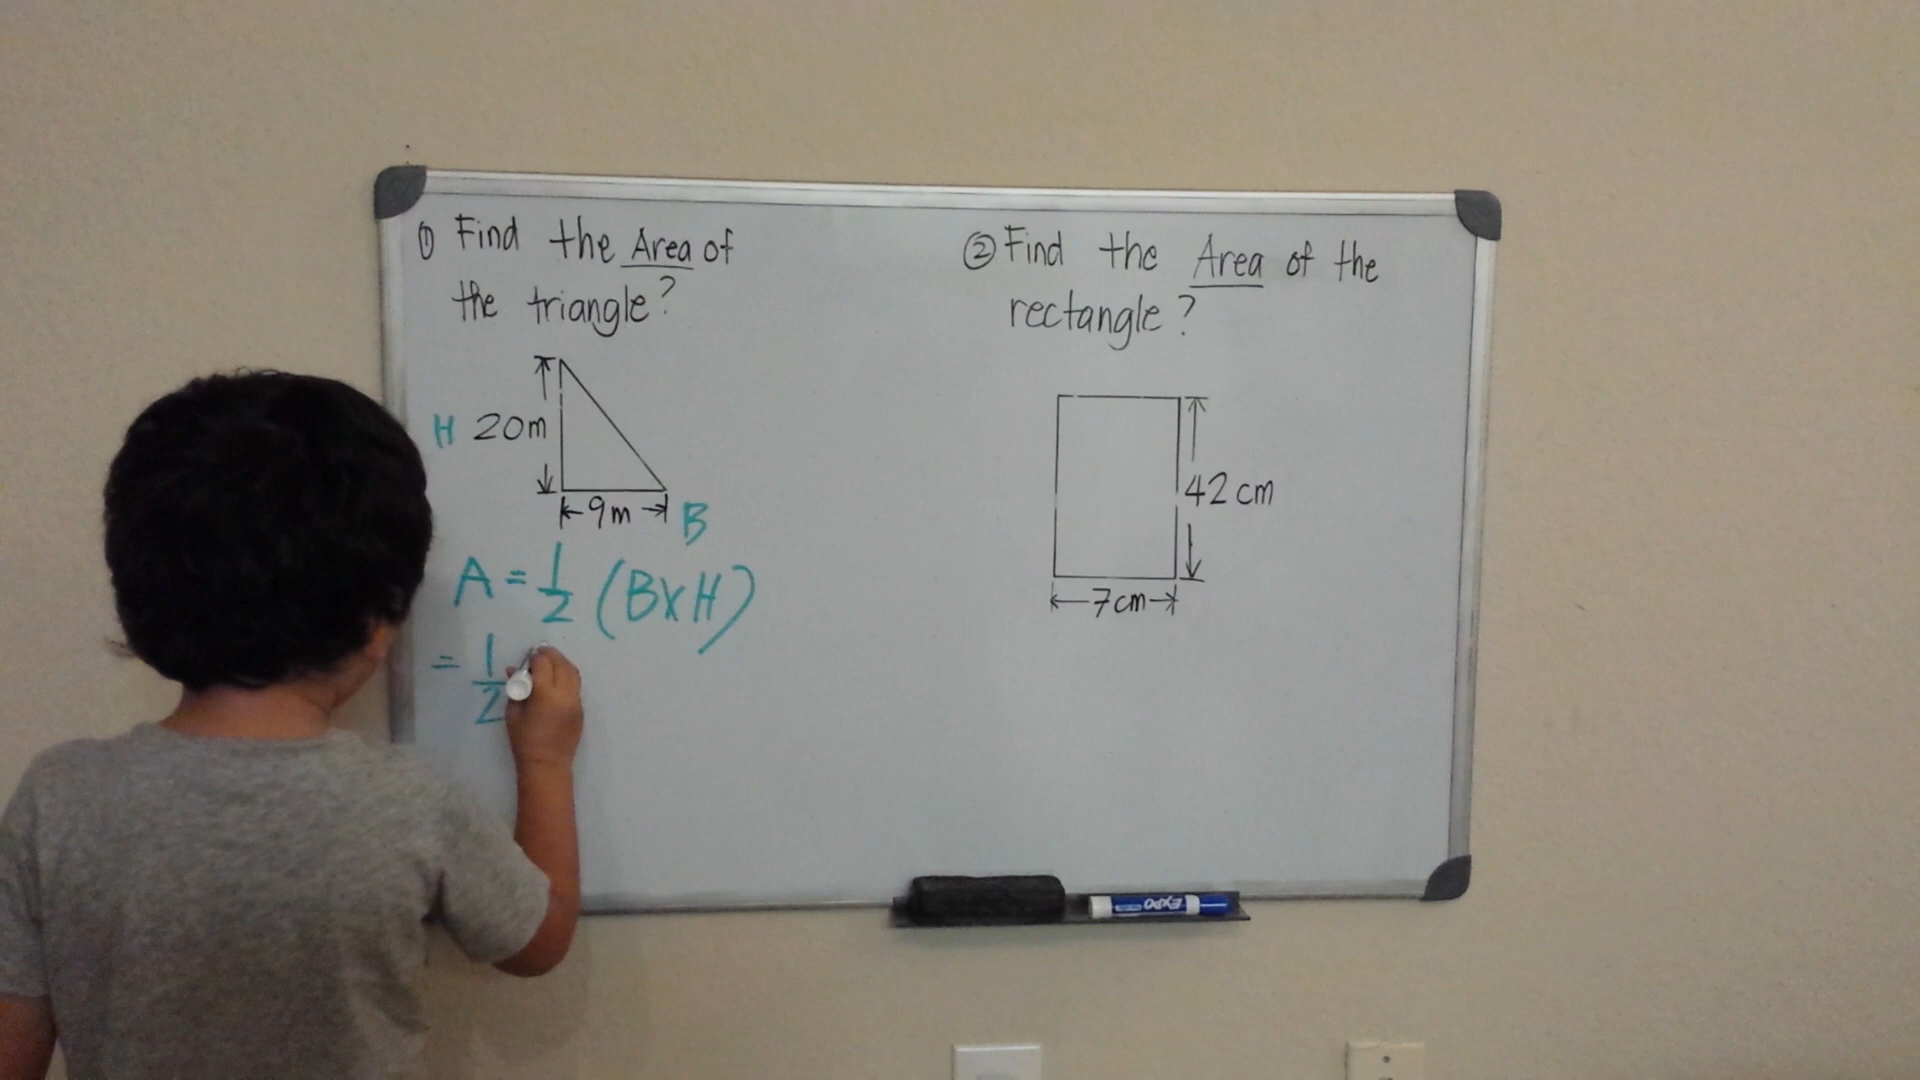 ① Find the Area of
the triangle?
H 20m
9m B
A = 1/2 (B×H)
= 1/2
② Find the Area of the
rectangle?
42 cm
7cm
EXPO